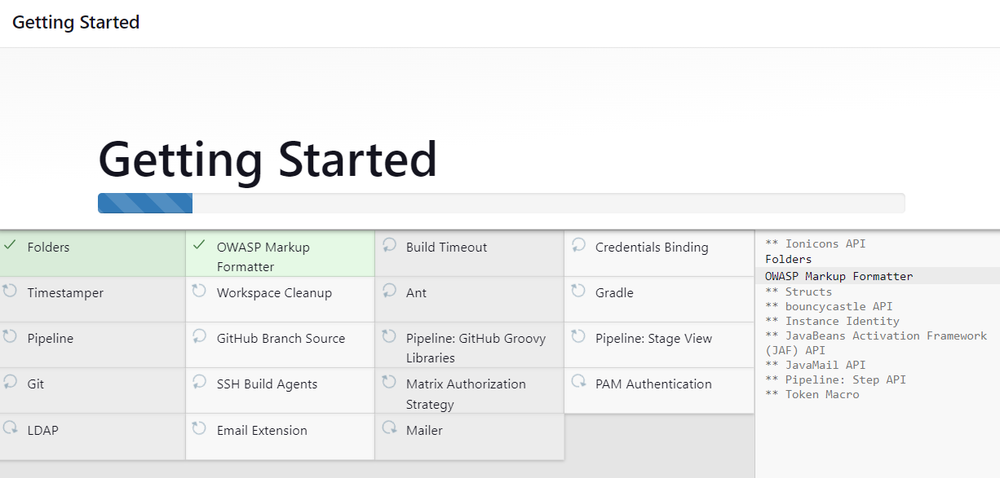 Getting Started
Getting Started
Folders
OWASP Markup
Formatter
Build Timeout
Credentials Binding
Timestamper
Workspace Cleanup
Ant
Gradle
Pipeline
GitHub Branch Source
Pipeline: GitHub Groovy
Libraries
Pipeline: Stage View
Git
SSH Build Agents
Matrix Authorization
Strategy
PAM Authentication
LDAP
Email Extension
Mailer
** Ionicons API
Folders
OWASP Markup Formatter
** Structs
** bouncycastle API
** Instance Identity
** JavaBeans Activation Framework
(JAF) API
** JavaMail API
** Pipeline: Step API
** Token Macro